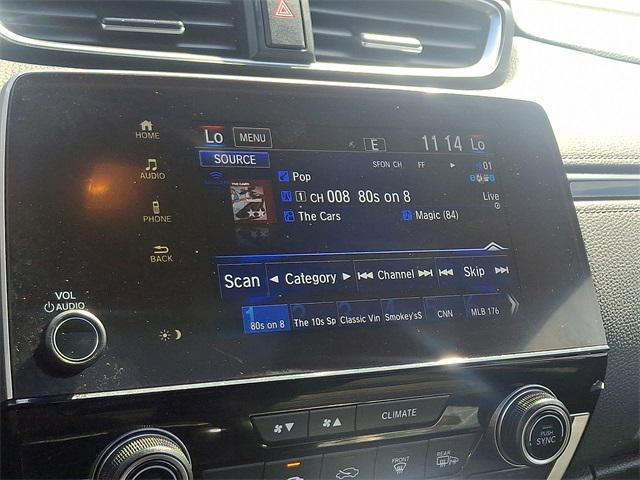 HOME
AUDIO
PHONE
BACK
VOL
AUDIO
Lo MENU E 11 14 Lo
SFON CH FF 01
SOURCE
Pop
1 CH 008 80s on 8 Live
The Cars Magic (84)
Scan Category Channel Skip
1
80s on 8 The 10s Sp Classic Vin Smokey'sS CNN MLB 176
CLIMATE
PUSH
SYNC
FRONT
REAR